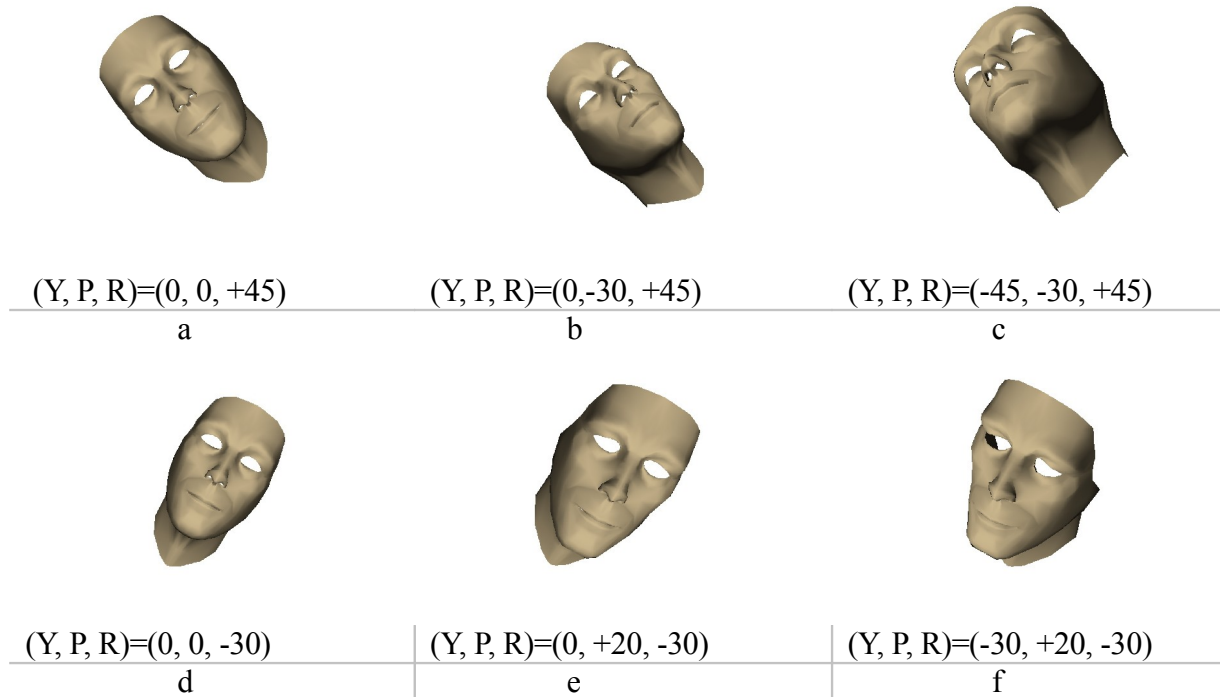 (Y, P, R)=(0, 0, +45) (Y, P, R)=(0,-30, +45) (Y, P, R)=(-45, -30, +45)
a b c
(Y, P, R)=(0, 0, -30) (Y, P, R)=(0, +20, -30) (Y, P, R)=(-30, +20, -30)
d e f